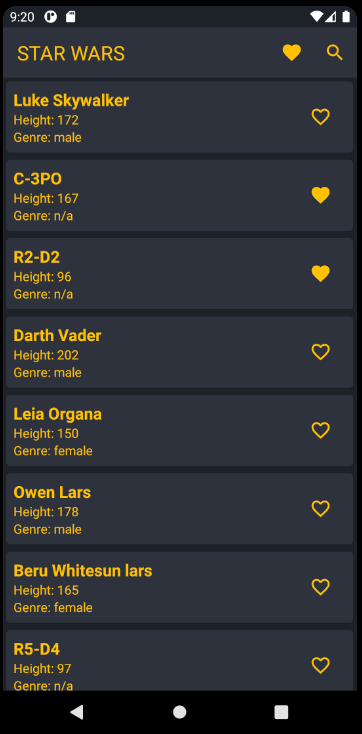 9:20
STAR WARS
Luke Skywalker
Height: 172
Genre: male
C-3PO
Height: 167
Genre: n/a
R2-D2
Height: 96
Genre: n/a
Darth Vader
Height: 202
Genre: male
Leia Organa
Height: 150
Genre: female
Owen Lars
Height: 178
Genre: male
Beru Whitesun lars
Height: 165
Genre: female
R5-D4
Height: 97
Genre: n/a